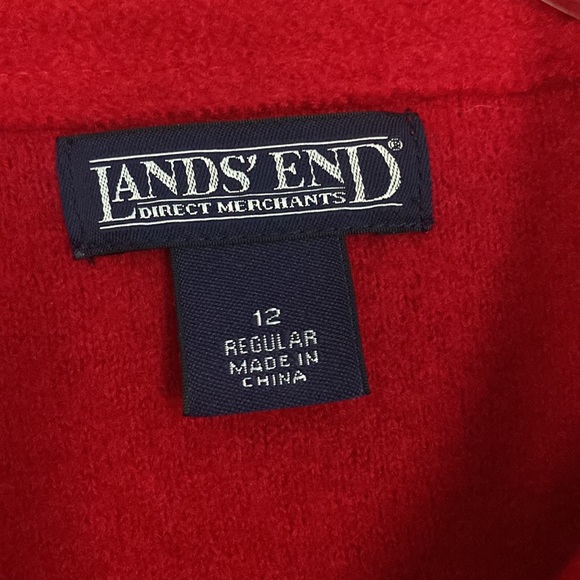 LANDS' END®
DIRECT MERCHANTS
12
REGULAR
MADE IN
CHINA